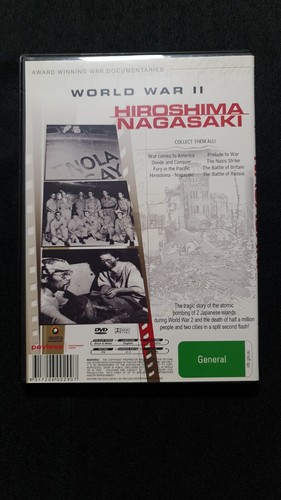 AWARD WINNING WAR DOCUMENTARIES
WORLD WAR II
HIROSHIMA
NAGASAKI
COLLECT THEM ALL!
War comes to America
Divide and Conquer
Fury in the Pacific
Hiroshima - Nagasaki
Prelude to War
The Nazis Strike
The Battle of Britain
The Battle of Russia
ENOLA
GAY
The tragic story of the atomic
bombing of 2 Japanese islands
during World War 2 and the death of half a million
people and two cities in a split second flash!
DVD
General